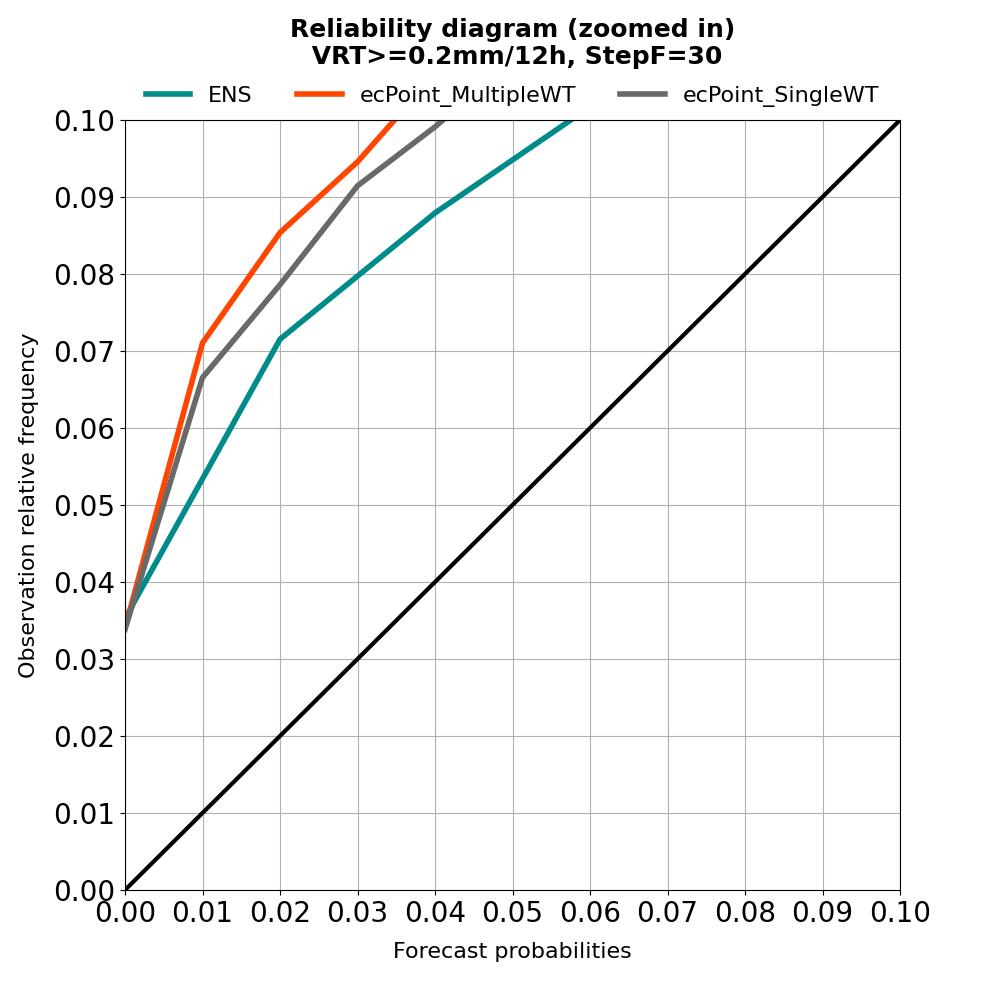 Reliability diagram (zoomed in)
VRT>=0.2mm/12h, StepF=30
ENS ecPoint_MultipleWT ecPoint_SingleWT
0.10
0.09
0.08
0.07
0.06
0.05
0.04
0.03
0.02
0.01
0.00
Observation relative frequency
0.00 0.01 0.02 0.03 0.04 0.05 0.06 0.07 0.08 0.09 0.10
Forecast probabilities